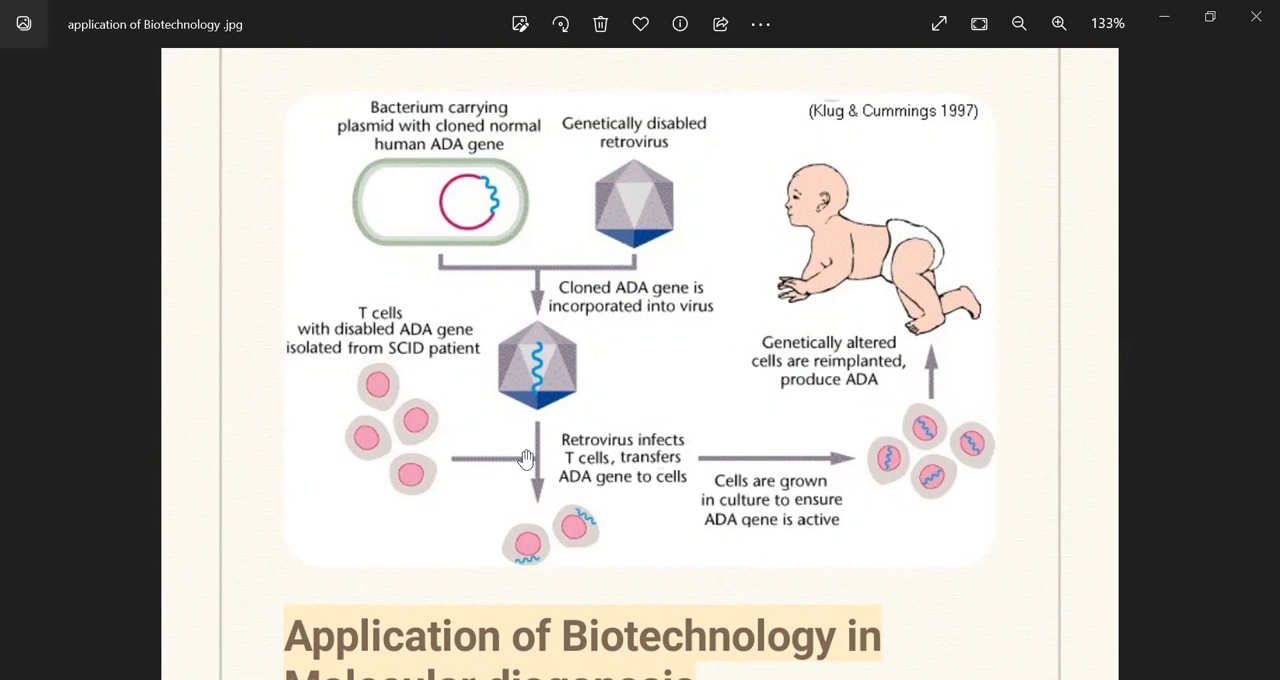 application of Biotechnology .jpg
133%
Bacterium carrying
plasmid with cloned normal
human ADA gene
Genetically disabled
retrovirus
(Klug & Cummings 1997)
Cloned ADA gene is
incorporated into virus
T cells
with disabled ADA gene
isolated from SCID patient
Genetically altered
cells are reimplanted,
produce ADA
Retrovirus infects
T cells, transfers
ADA gene to cells
Cells are grown
in culture to ensure
ADA gene is active
Application of Biotechnology in
Molecular diagenosis